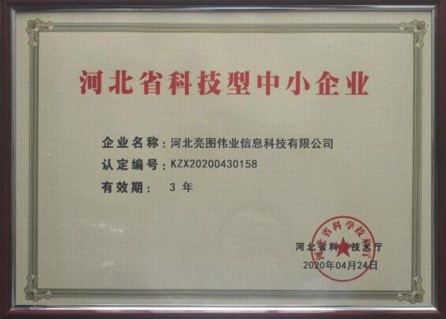 河北省科技型中小企业
企业名称：河北亮图伟业信息科技有限公司
认定编号：KZX20200430158
有效期：3 年
河北省科学技术厅
2020年04月24日